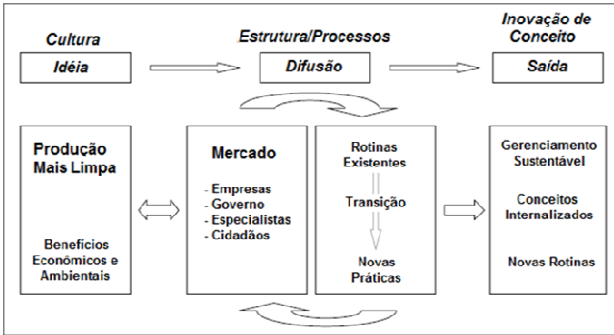 Cultura
Estrutura/Processos
Inovação de
Conceito
Idéia
Difusão
Saída
Produção
Mais Limpa
Benefícios
Econômicos e
Ambientais
Mercado
- Empresas
- Governo
- Especialistas
- Cidadãos
Rotinas
Existentes
Transição
Novas
Práticas
Gerenciamento
Sustentável
Conceitos
Internalizados
Novas Rotinas